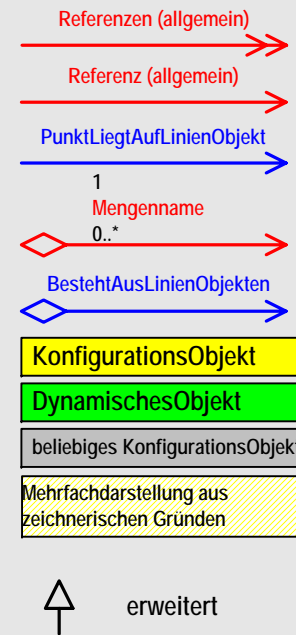 Referenzen (allgemein)
Referenz (allgemein)
PunktLiegtAufLinienObjekt
1
Mengenname
0..*
BestehtAusLinienObjekten
KonfigurationsObjekt
DynamischesObjekt
beliebiges KonfigurationsObjekt
Mehrfachdarstellung aus
zeichnerischen Gründen
erweitert